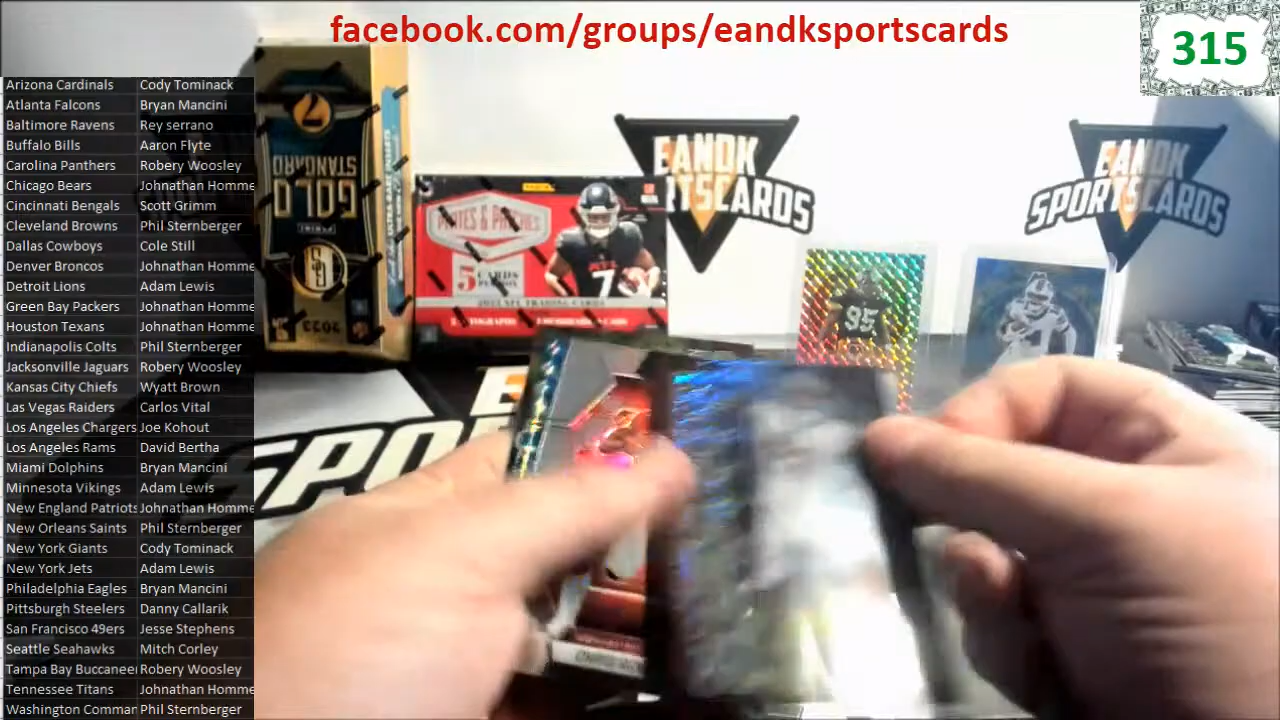 facebook.com/groups/eandksportscards
315
Arizona Cardinals Cody Tominack
Atlanta Falcons Bryan Mancini
Baltimore Ravens Rey serrano
Buffalo Bills Aaron Flyte
Carolina Panthers Robery Woosley
Chicago Bears Johnathan Homme
Cincinnati Bengals Scott Grimm
Cleveland Browns Phil Sternberger
Dallas Cowboys Cole Still
Denver Broncos Johnathan Homme
Detroit Lions Adam Lewis
Green Bay Packers Johnathan Homme
Houston Texans Johnathan Homme
Indianapolis Colts Phil Sternberger
Jacksonville Jaguars Robery Woosley
Kansas City Chiefs Wyatt Brown
Las Vegas Raiders Carlos Vital
Los Angeles Chargers Joe Kohout
Los Angeles Rams David Bertha
Miami Dolphins Bryan Mancini
Minnesota Vikings Adam Lewis
New England Patriots Johnathan Homme
New Orleans Saints Phil Sternberger
New York Giants Cody Tominack
New York Jets Adam Lewis
Philadelphia Eagles Bryan Mancini
Pittsburgh Steelers Danny Callarik
San Francisco 49ers Jesse Stephens
Seattle Seahawks Mitch Corley
Tampa Bay Buccanee Robery Woosley
Tennessee Titans Johnathan Homme
Washington Comman Phil Sternberger
GOLD
STANDARD
PLATES & PATCHES
5 CARDS
7
95
EANDK
RTSCARDS
EANDK
SPORTSCARDS
SPO